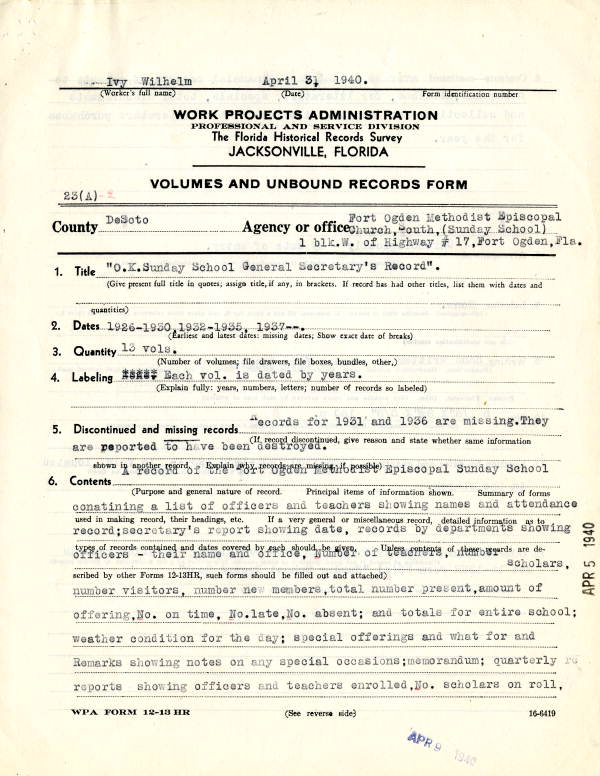 Ivy Wilhelm April 3, 1940.
(Worker's full name) (Date) Form identification number
WORK PROJECTS ADMINISTRATION
PROFESSIONAL AND SERVICE DIVISION
The Florida Historical Records Survey
JACKSONVILLE, FLORIDA
VOLUMES AND UNBOUND RECORDS FORM
23(A)-2
Fort Ogden Methodist Episcopal
County DeSoto Agency or office Church, South, (Sunday School)
1 blk.W. of Highway # 17, Fort Ogden, Fla.
1. Title "O.K.Sunday School General Secretary's Record".
(Give present full title in quotes; assign title, if any, in brackets. If record has had other titles, list them with dates and
quantities)
2. Dates 1926-1930,1932-1935, 1937--.
(Earliest and latest dates: missing dates; Show exact date of breaks)
3. Quantity 13 vols.
(Number of volumes; file drawers, file boxes, bundles, other,)
4. Labeling Each vol. is dated by years.
(Explain fully: years, numbers, letters; number of records so labeled)
5. Discontinued and missing records Records for 1931 and 1936 are missing.They
(If record discontinued, give reason and state whether same information
are reported to have been destroyed.
shown in another record. Explain why records are missing, if possible)
A record of the Fort Ogden Methodist Episcopal Sunday School
6. Contents
(Purpose and general nature of record. Principal items of information shown. Summary of forms
conatining a list of officers and teachers showing names and attendance
used in making record, their headings, etc. If a very general or miscellaneous record, detailed information as to
record;secretary's report showing date, records by departments showing
types of records contained and dates covered by each should be given. Unless contents of these records are de-
officers - their name and office, Number of teachers, Number
scholars,
scribed by other Forms 12-13HR, such forms should be filled out and attached)
number visitors, number new members,total number present,amount of
offering,No. on time, No.late,No. absent; and totals for entire school;
weather condition for the day; special offerings and what for and
Remarks showing notes on any special occasions;memorandum; quarterly re
reports showing officers and teachers enrolled,No. scholars on roll,
WPA FORM 12-13 HR (See reverse side) 16-6419
APR 5 1940
APR 9 1940